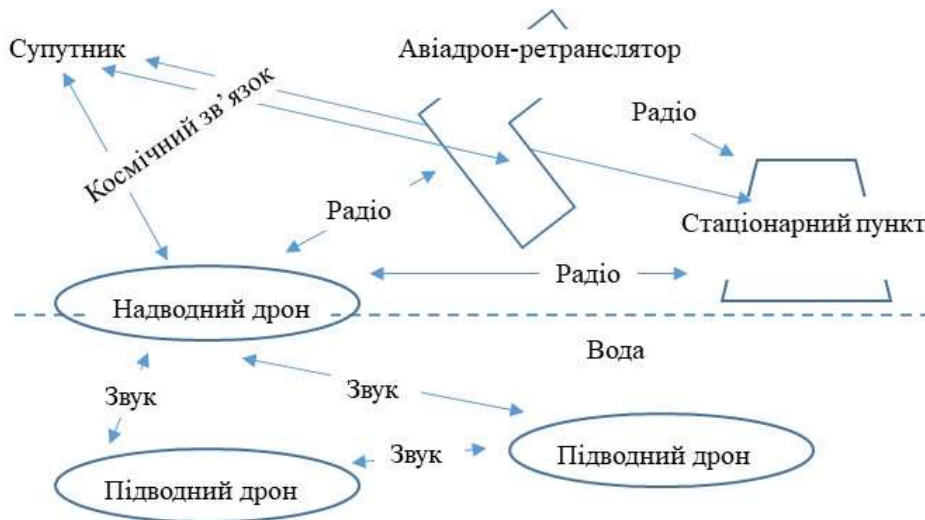 Супутник
Авіадрон-ретранслятор
Космічний зв’язок
Радіо
Радіо
Стаціонарний пункт
Радіо
Надводний дрон
Вода
Звук
Звук
Звук
Підводний дрон
Підводний дрон